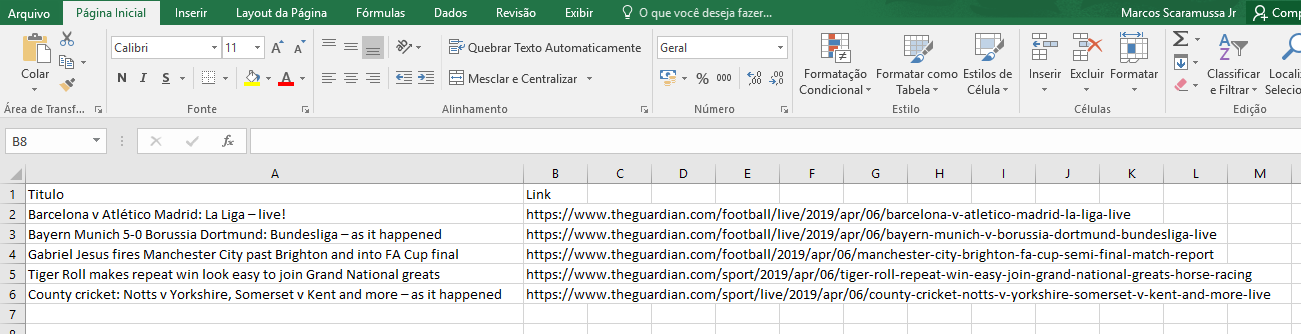 Arquivo Página Inicial Inserir Layout da Página Fórmulas Dados Revisão Exibir O que você deseja fazer... Marcos Scaramussa Jr Comp
Calibri 11 A A Quebrar Texto Automaticamente Geral
Colar N I S A Mesclar e Centralizar % 000 Formatação Condicional Formatar como Tabela Estilos de Célula Inserir Excluir Formatar Classificar e Filtrar Locali Selecio
Área de Transf... Fonte Alinhamento Número Estilo Células Edição
B8 fx
A B C D E F G H I J K L M
1 Titulo Link
2 Barcelona v Atlético Madrid: La Liga – live! https://www.theguardian.com/football/live/2019/apr/06/barcelona-v-atletico-madrid-la-liga-live
3 Bayern Munich 5-0 Borussia Dortmund: Bundesliga – as it happened https://www.theguardian.com/football/live/2019/apr/06/bayern-munich-v-borussia-dortmund-bundesliga-live
4 Gabriel Jesus fires Manchester City past Brighton and into FA Cup final https://www.theguardian.com/football/2019/apr/06/manchester-city-brighton-fa-cup-semi-final-match-report
5 Tiger Roll makes repeat win look easy to join Grand National greats https://www.theguardian.com/sport/2019/apr/06/tiger-roll-repeat-win-easy-join-grand-national-greats-horse-racing
6 County cricket: Notts v Yorkshire, Somerset v Kent and more – as it happened https://www.theguardian.com/sport/live/2019/apr/06/county-cricket-notts-v-yorkshire-somerset-v-kent-and-more-live
7